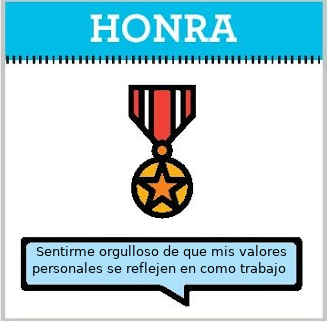 HONRA
Sentirme orgulloso de que mis valores
personales se reflejen en como trabajo